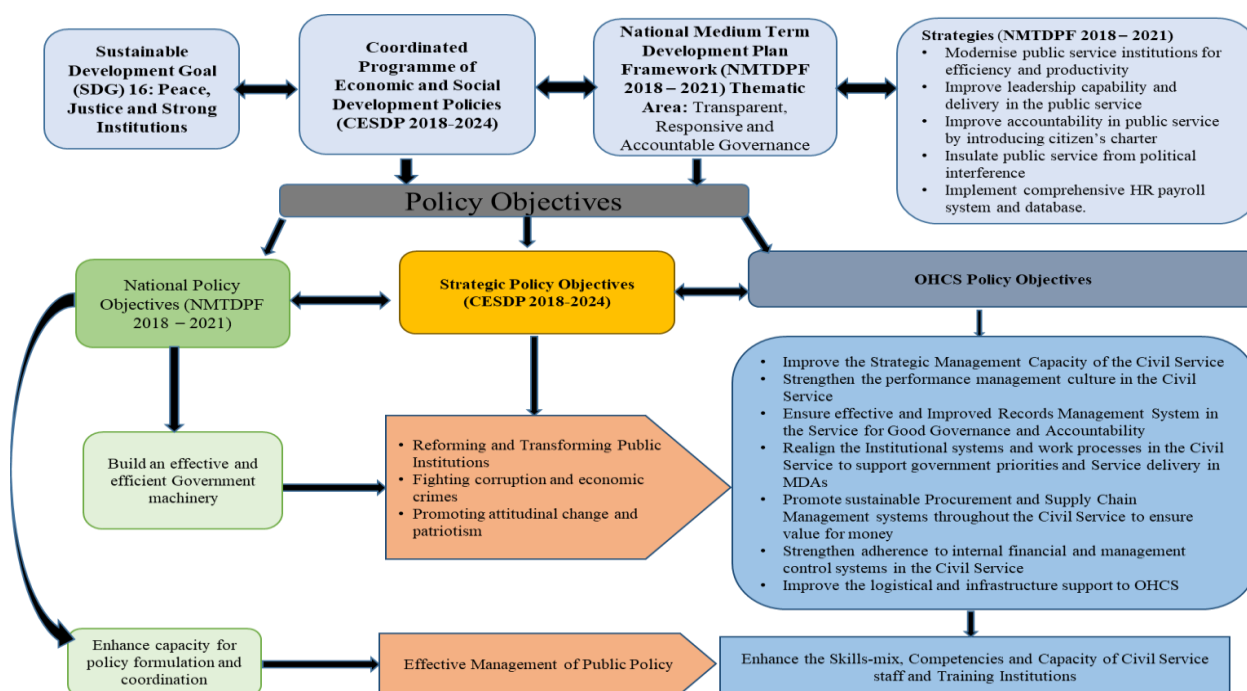 Sustainable
Development Goal
(SDG) 16: Peace,
Justice and Strong
Institutions
Coordinated
Programme of
Economic and Social
Development Policies
(CESDP 2018-2024)
National Medium Term
Development Plan
Framework (NMTDPF
2018 – 2021) Thematic
Area: Transparent,
Responsive and
Accountable Governance
Strategies (NMTDPF 2018 – 2021)
• Modernise public service institutions for
efficiency and productivity
• Improve leadership capability and
delivery in the public service
• Improve accountability in public service
by introducing citizen’s charter
• Insulate public service from political
interference
• Implement comprehensive HR payroll
system and database.
Policy Objectives
National Policy
Objectives (NMTDPF
2018 – 2021)
Strategic Policy Objectives
(CESDP 2018-2024)
OHCS Policy Objectives
Build an effective and
efficient Government
machinery
• Reforming and Transforming Public
Institutions
• Fighting corruption and economic
crimes
• Promoting attitudinal change and
patriotism
• Improve the Strategic Management Capacity of the Civil Service
• Strengthen the performance management culture in the Civil
Service
• Ensure effective and Improved Records Management System in
the Service for Good Governance and Accountability
• Realign the Institutional systems and work processes in the Civil
Service to support government priorities and Service delivery in
MDAs
• Promote sustainable Procurement and Supply Chain
Management systems throughout the Civil Service to ensure
value for money
• Strengthen adherence to internal financial and management
control systems in the Civil Service
• Improve the logistical and infrastructure support to OHCS
Enhance capacity for
policy formulation and
coordination
Effective Management of Public Policy
Enhance the Skills-mix, Competencies and Capacity of Civil Service
staff and Training Institutions